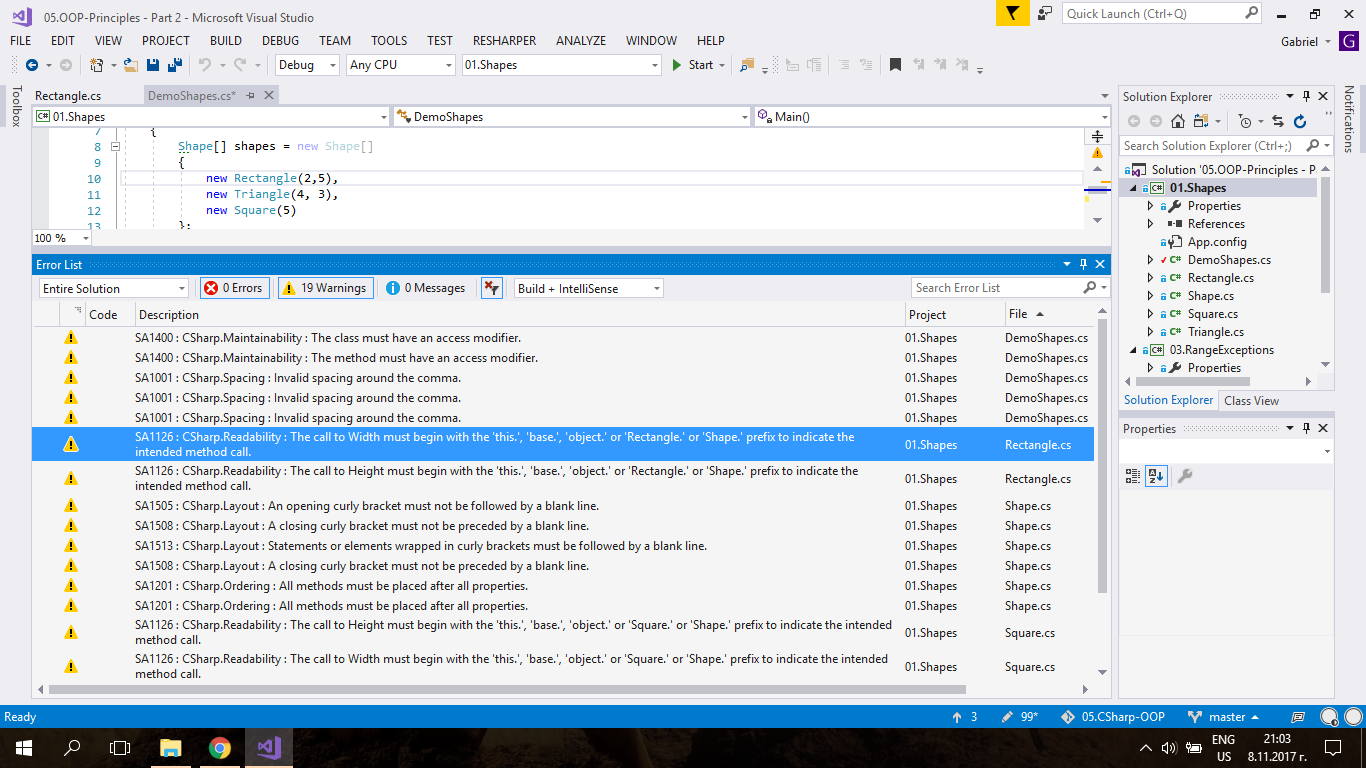 05.OOP-Principles - Part 2 - Microsoft Visual Studio
Quick Launch (Ctrl+Q)
FILE EDIT VIEW PROJECT BUILD DEBUG TEAM TOOLS TEST RESHARPER ANALYZE WINDOW HELP
Gabriel G
Debug Any CPU 01.Shapes Start
Toolbox
Rectangle.cs DemoShapes.cs*
01.Shapes DemoShapes Main()
7 {
8 Shape[] shapes = new Shape[]
9 {
10 new Rectangle(2,5),
11 new Triangle(4, 3),
12 new Square(5)
13 };
100 %
Error List
Entire Solution 0 Errors 19 Warnings 0 Messages Build + IntelliSense Search Error List
Code Description Project File
SA1400 : CSharp.Maintainability : The class must have an access modifier. 01.Shapes DemoShapes.cs
SA1400 : CSharp.Maintainability : The method must have an access modifier. 01.Shapes DemoShapes.cs
SA1001 : CSharp.Spacing : Invalid spacing around the comma. 01.Shapes DemoShapes.cs
SA1001 : CSharp.Spacing : Invalid spacing around the comma. 01.Shapes DemoShapes.cs
SA1001 : CSharp.Spacing : Invalid spacing around the comma. 01.Shapes DemoShapes.cs
SA1126 : CSharp.Readability : The call to Width must begin with the 'this.', 'base.', 'object.' or 'Rectangle.' or 'Shape.' prefix to indicate the
intended method call. 01.Shapes Rectangle.cs
SA1126 : CSharp.Readability : The call to Height must begin with the 'this.', 'base.', 'object.' or 'Rectangle.' or 'Shape.' prefix to indicate the
intended method call. 01.Shapes Rectangle.cs
SA1505 : CSharp.Layout : An opening curly bracket must not be followed by a blank line. 01.Shapes Shape.cs
SA1508 : CSharp.Layout : A closing curly bracket must not be preceded by a blank line. 01.Shapes Shape.cs
SA1513 : CSharp.Layout : Statements or elements wrapped in curly brackets must be followed by a blank line. 01.Shapes Shape.cs
SA1508 : CSharp.Layout : A closing curly bracket must not be preceded by a blank line. 01.Shapes Shape.cs
SA1201 : CSharp.Ordering : All methods must be placed after all properties. 01.Shapes Shape.cs
SA1201 : CSharp.Ordering : All methods must be placed after all properties. 01.Shapes Shape.cs
SA1126 : CSharp.Readability : The call to Height must begin with the 'this.', 'base.', 'object.' or 'Square.' or 'Shape.' prefix to indicate the intended
method call. 01.Shapes Square.cs
SA1126 : CSharp.Readability : The call to Width must begin with the 'this.', 'base.', 'object.' or 'Square.' or 'Shape.' prefix to indicate the intended
method call. 01.Shapes Square.cs
Solution Explorer
Search Solution Explorer (Ctrl+;)
Solution '05.OOP-Principles - P
C# 01.Shapes
Properties
References
App.config
C# DemoShapes.cs
C# Rectangle.cs
C# Shape.cs
C# Square.cs
C# Triangle.cs
C# 03.RangeExceptions
Properties
Solution Explorer Class View
Properties
Notifications
Ready 3 99* 05.CSharp-OOP master
ENG 21:03
УС 8.11.2017 г.